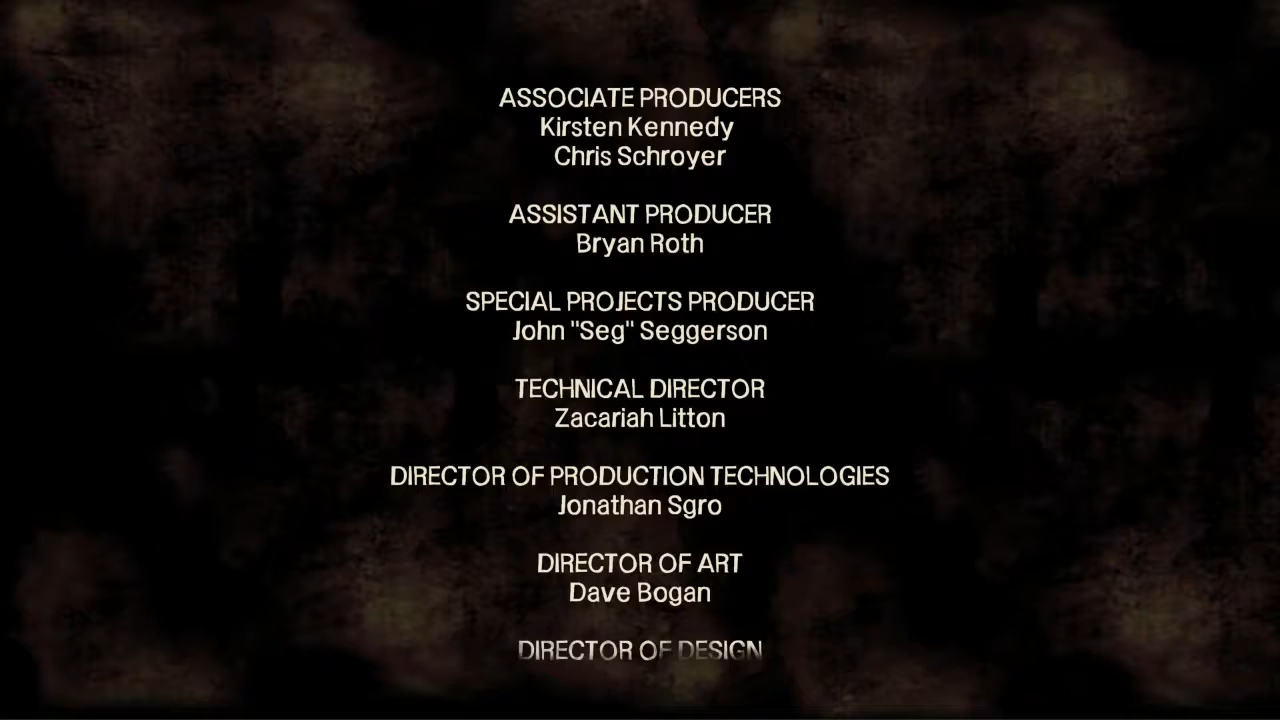 ASSOCIATE PRODUCERS
Kirsten Kennedy
Chris Schroyer
ASSISTANT PRODUCER
Bryan Roth
SPECIAL PROJECTS PRODUCER
John "Seg" Seggerson
TECHNICAL DIRECTOR
Zacariah Litton
DIRECTOR OF PRODUCTION TECHNOLOGIES
Jonathan Sgro
DIRECTOR OF ART
Dave Bogan
DIRECTOR OF DESIGN